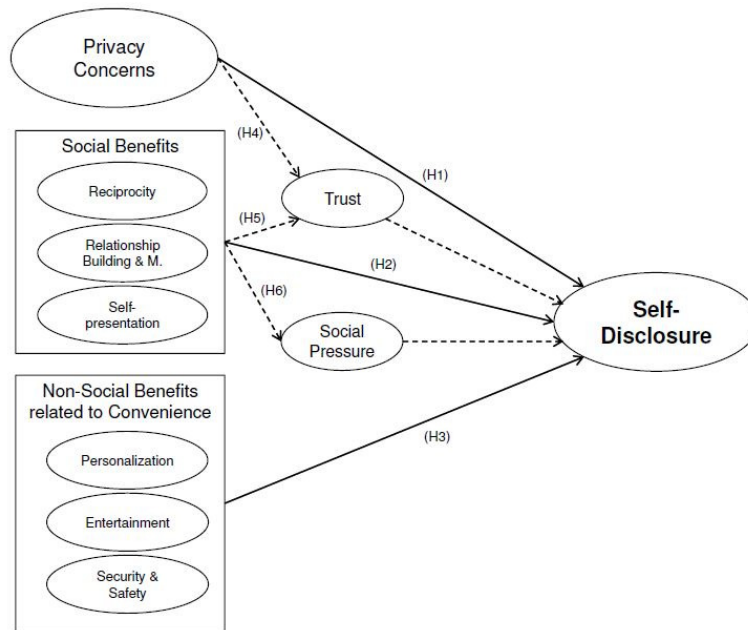 Privacy
Concerns
(H4)
(H1)
Social Benefits
Reciprocity
Relationship
Building & M.
Self-
presentation
Trust
(H5)
(H2)
(H6)
Social
Pressure
Self-
Disclosure
Non-Social Benefits
related to Convenience
Personalization
Entertainment
Security &
Safety
(H3)